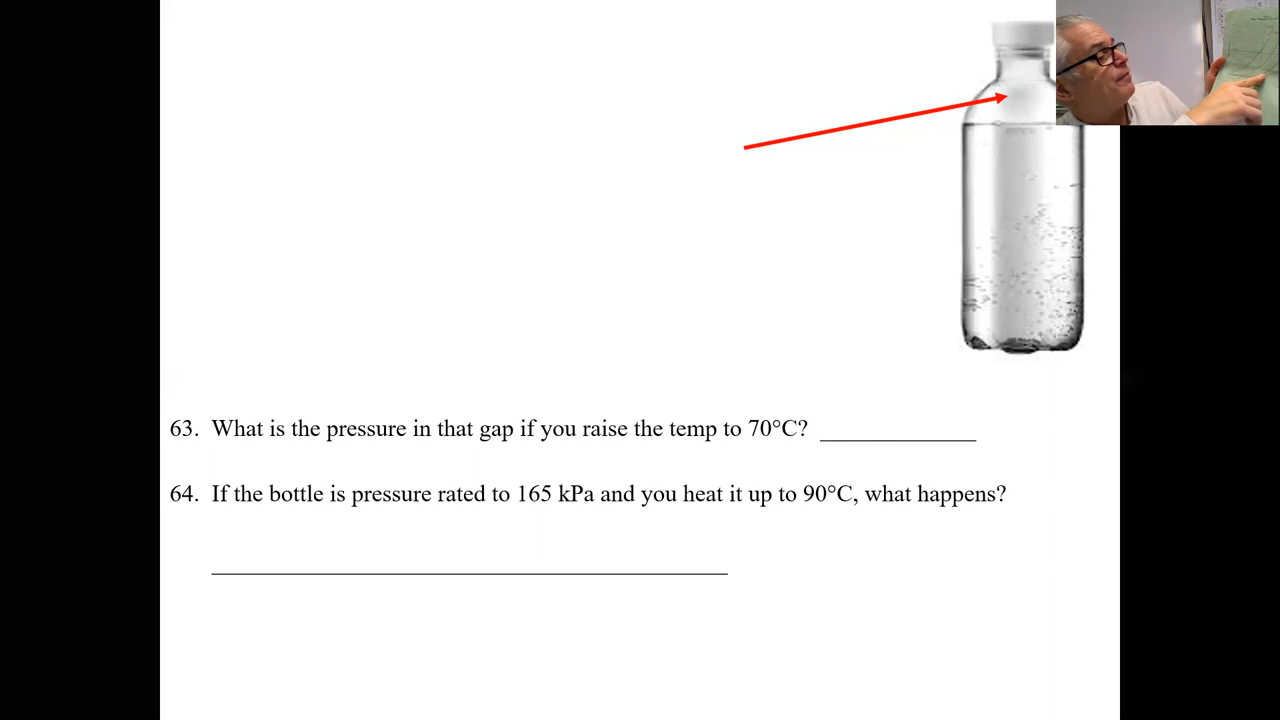 63. What is the pressure in that gap if you raise the temp to 70°C? ____________
64. If the bottle is pressure rated to 165 kPa and you heat it up to 90°C, what happens?